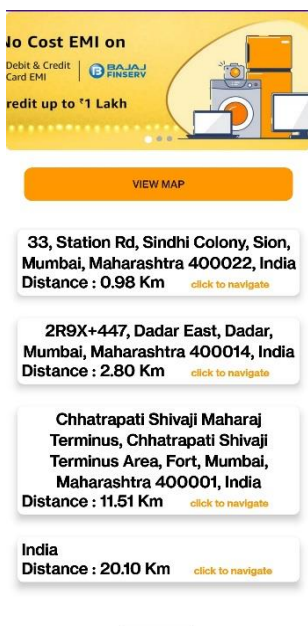 No Cost EMI on
Debit & Credit
Card EMI
BAJAJ
FINSERV
redit up to ₹1 Lakh
VIEW MAP
33, Station Rd, Sindhi Colony, Sion,
Mumbai, Maharashtra 400022, India
Distance : 0.98 Km click to navigate
2R9X+447, Dadar East, Dadar,
Mumbai, Maharashtra 400014, India
Distance : 2.80 Km click to navigate
Chhatrapati Shivaji Maharaj
Terminus, Chhatrapati Shivaji
Terminus Area, Fort, Mumbai,
Maharashtra 400001, India
Distance : 11.51 Km click to navigate
India
Distance : 20.10 Km click to navigate